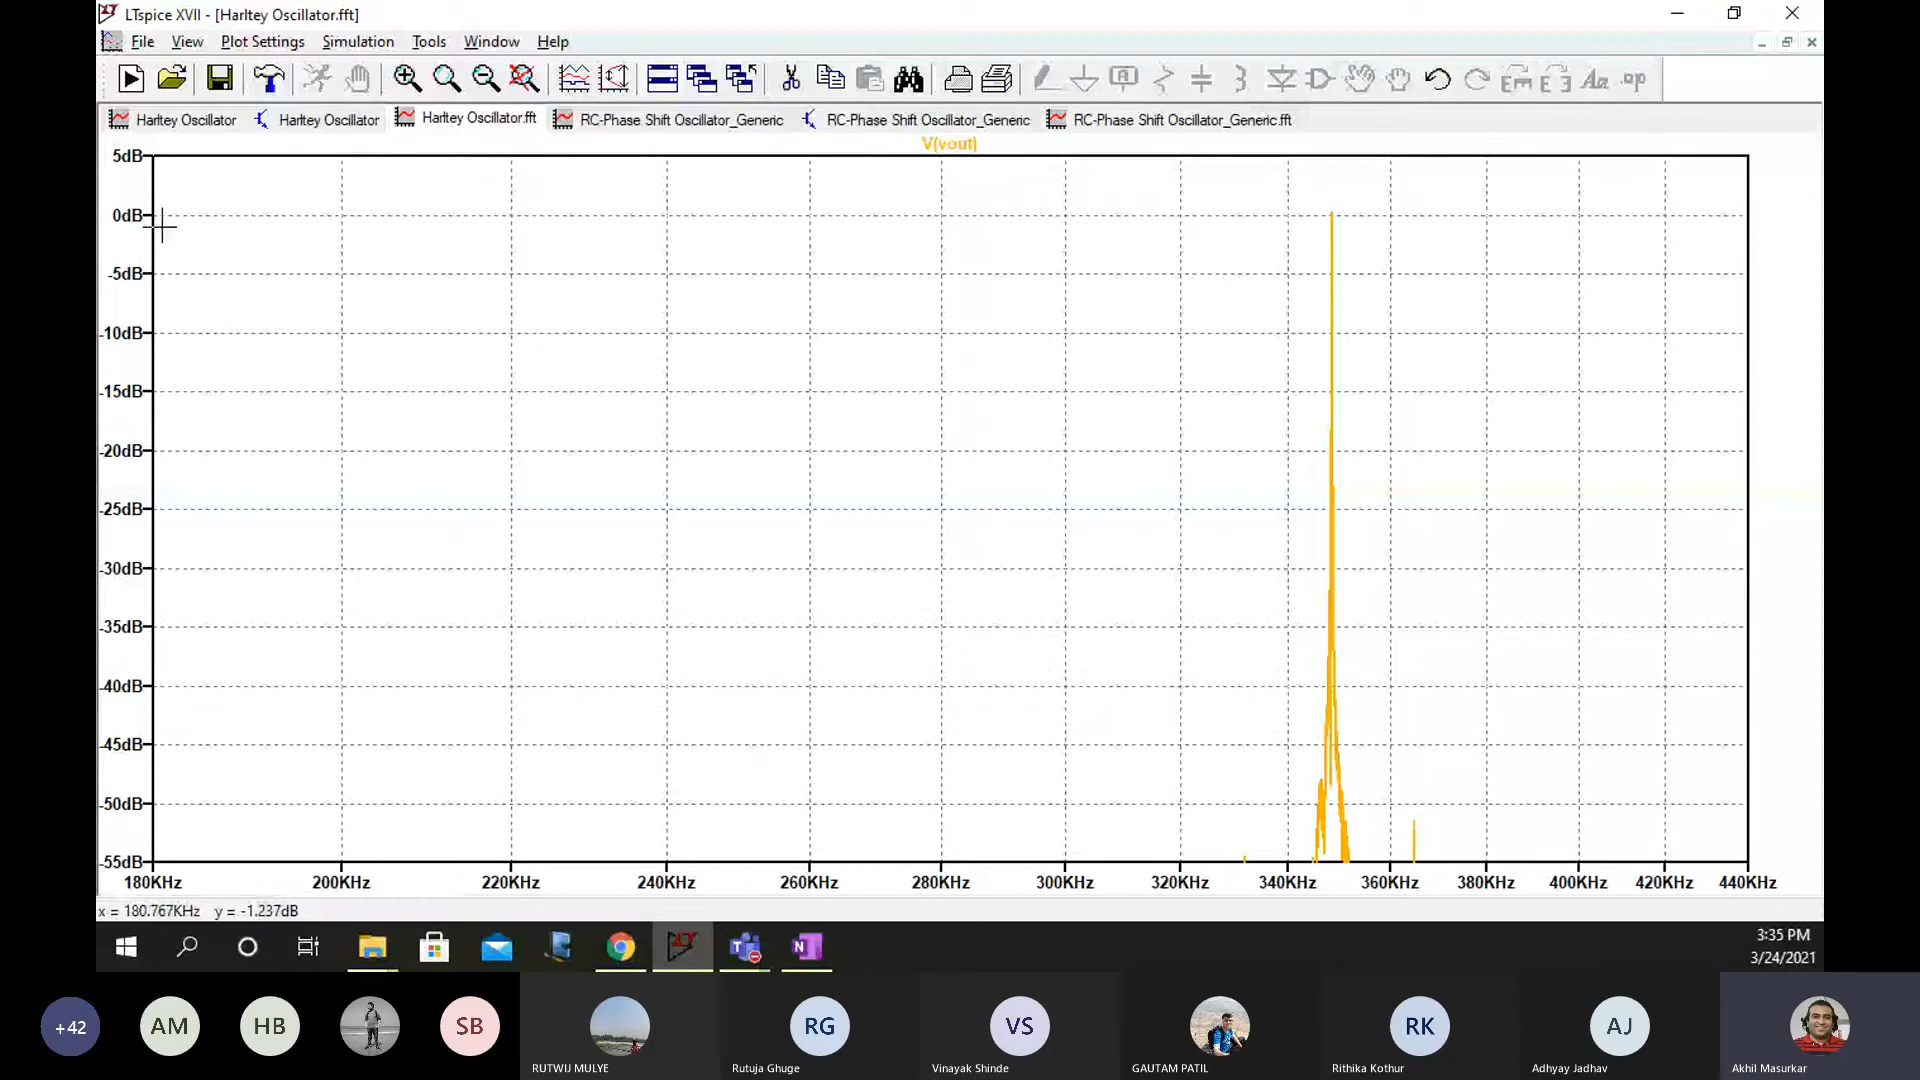 LTspice XVII - [Harltey Oscillator.fft]
File View Plot Settings Simulation Tools Window Help
Harltey Oscillator Harltey Oscillator Harltey Oscillator.fft RC-Phase Shift Oscillator_Generic RC-Phase Shift Oscillator_Generic RC-Phase Shift Oscillator_Generic.fft
V(vout)
5dB
0dB
-5dB
-10dB
-15dB
-20dB
-25dB
-30dB
-35dB
-40dB
-45dB
-50dB
-55dB
180KHz 200KHz 220KHz 240KHz 260KHz 280KHz 300KHz 320KHz 340KHz 360KHz 380KHz 400KHz 420KHz 440KHz
x = 180.767KHz y = -1.237dB
3:35 PM
3/24/2021
+42 AM HB SB RG VS RK AJ
RUTWIJ MULYE Rutuja Ghuge Vinayak Shinde GAUTAM PATIL Rithika Kothur Adhyay Jadhav Akhil Masurkar